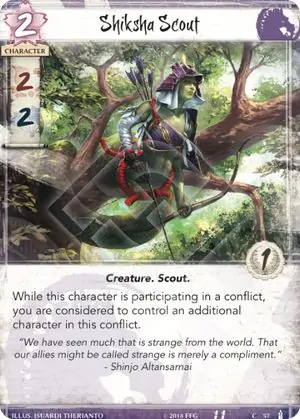 2
Shiksha Scout
CHARACTER
2
2
1
Creature. Scout.
While this character is participating in a conflict,
you are considered to control an additional
character in this conflict.
"We have seen much that is strange from the world. That
our allies might be called strange is merely a compliment."
- Shinjo Altansarnai
ILLUS. ISUARDI THERIANTO
© 2018 FFG
11
C
57